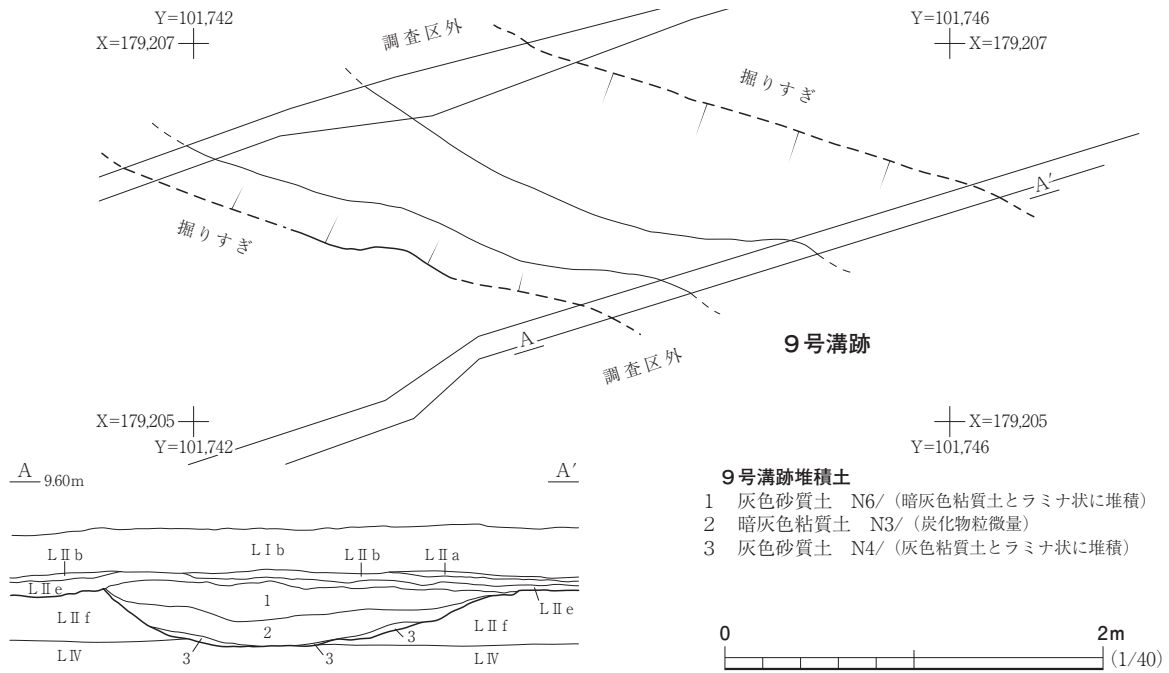 Y=101,742
X=179,207
調査区外
Y=101,746
X=179,207
掘りすぎ
掘りすぎ
A′
A
9号溝跡
調査区外
X=179,205
Y=101,742
X=179,205
Y=101,746
A 9.60m A′
LⅡb LⅠb LⅡb LⅡa
LⅡe 1 LⅡe
LⅡf 2 LⅡf
LⅣ 3 3 3 LⅣ
9号溝跡堆積土
1 灰色砂質土 N6/(暗灰色粘質土とラミナ状に堆積)
2 暗灰色粘質土 N3/(炭化物粒微量)
3 灰色砂質土 N4/(灰色粘質土とラミナ状に堆積)
0 2m
(1/40)